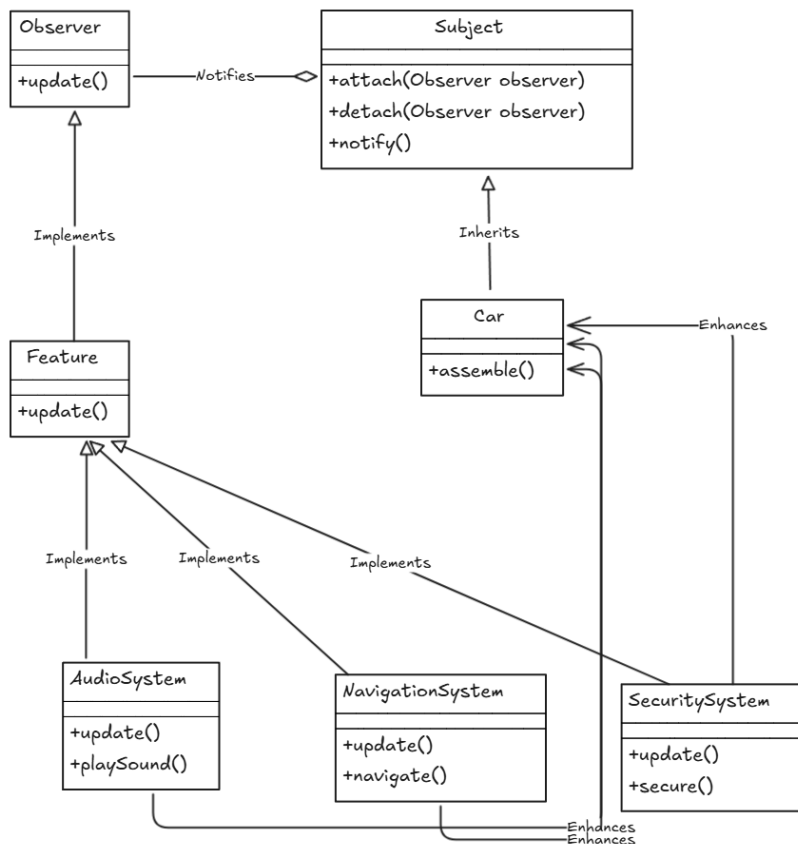 Observer
+update()
Notifies
Subject
+attach(Observer observer)
+detach(Observer observer)
+notify()
Implements
Inherits
Car
+assemble()
Enhances
Feature
+update()
Implements
Implements
Implements
AudioSystem
+update()
+playSound()
NavigationSystem
+update()
+navigate()
SecuritySystem
+update()
+secure()
Enhances
Enhances